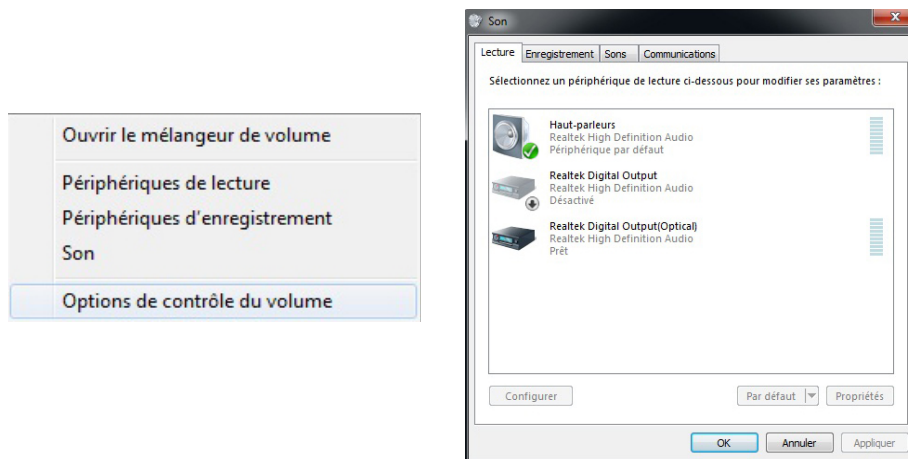 Ouvrir le mélangeur de volume
Périphériques de lecture
Périphériques d'enregistrement
Son
Options de contrôle du volume
Son
Lecture Enregistrement Sons Communications
Sélectionnez un périphérique de lecture ci-dessous pour modifier ses paramètres :
Haut-parleurs
Realtek High Definition Audio
Périphérique par défaut
Realtek Digital Output
Realtek High Definition Audio
Désactivé
Realtek Digital Output(Optical)
Realtek High Definition Audio
Prêt
Configurer Par défaut Propriétés
OK Annuler Appliquer